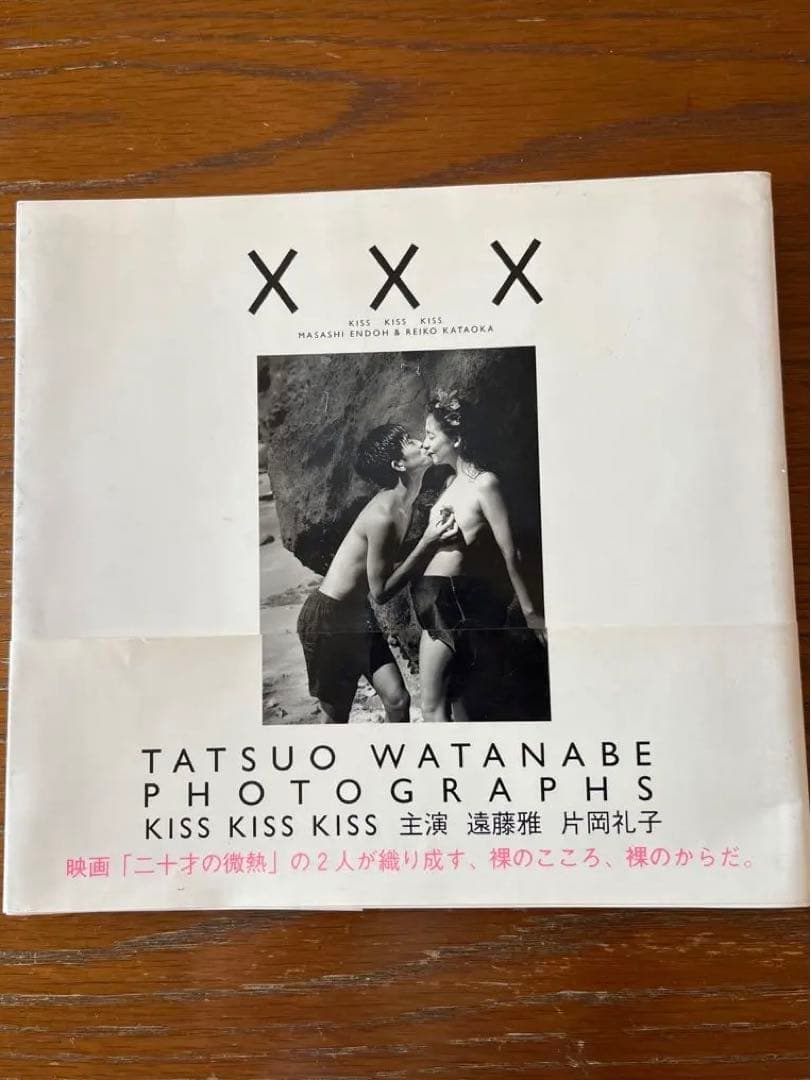 X X X
KISS KISS KISS
MASASHI ENDOH & REIKO KATAOKA
TATSUO WATANABE
PHOTOGRAPHS
KISS KISS KISS 主演 遠藤雅 片岡礼子
映画「二十才の微熱」の2人が織り成す、裸のこころ、裸のからだ。